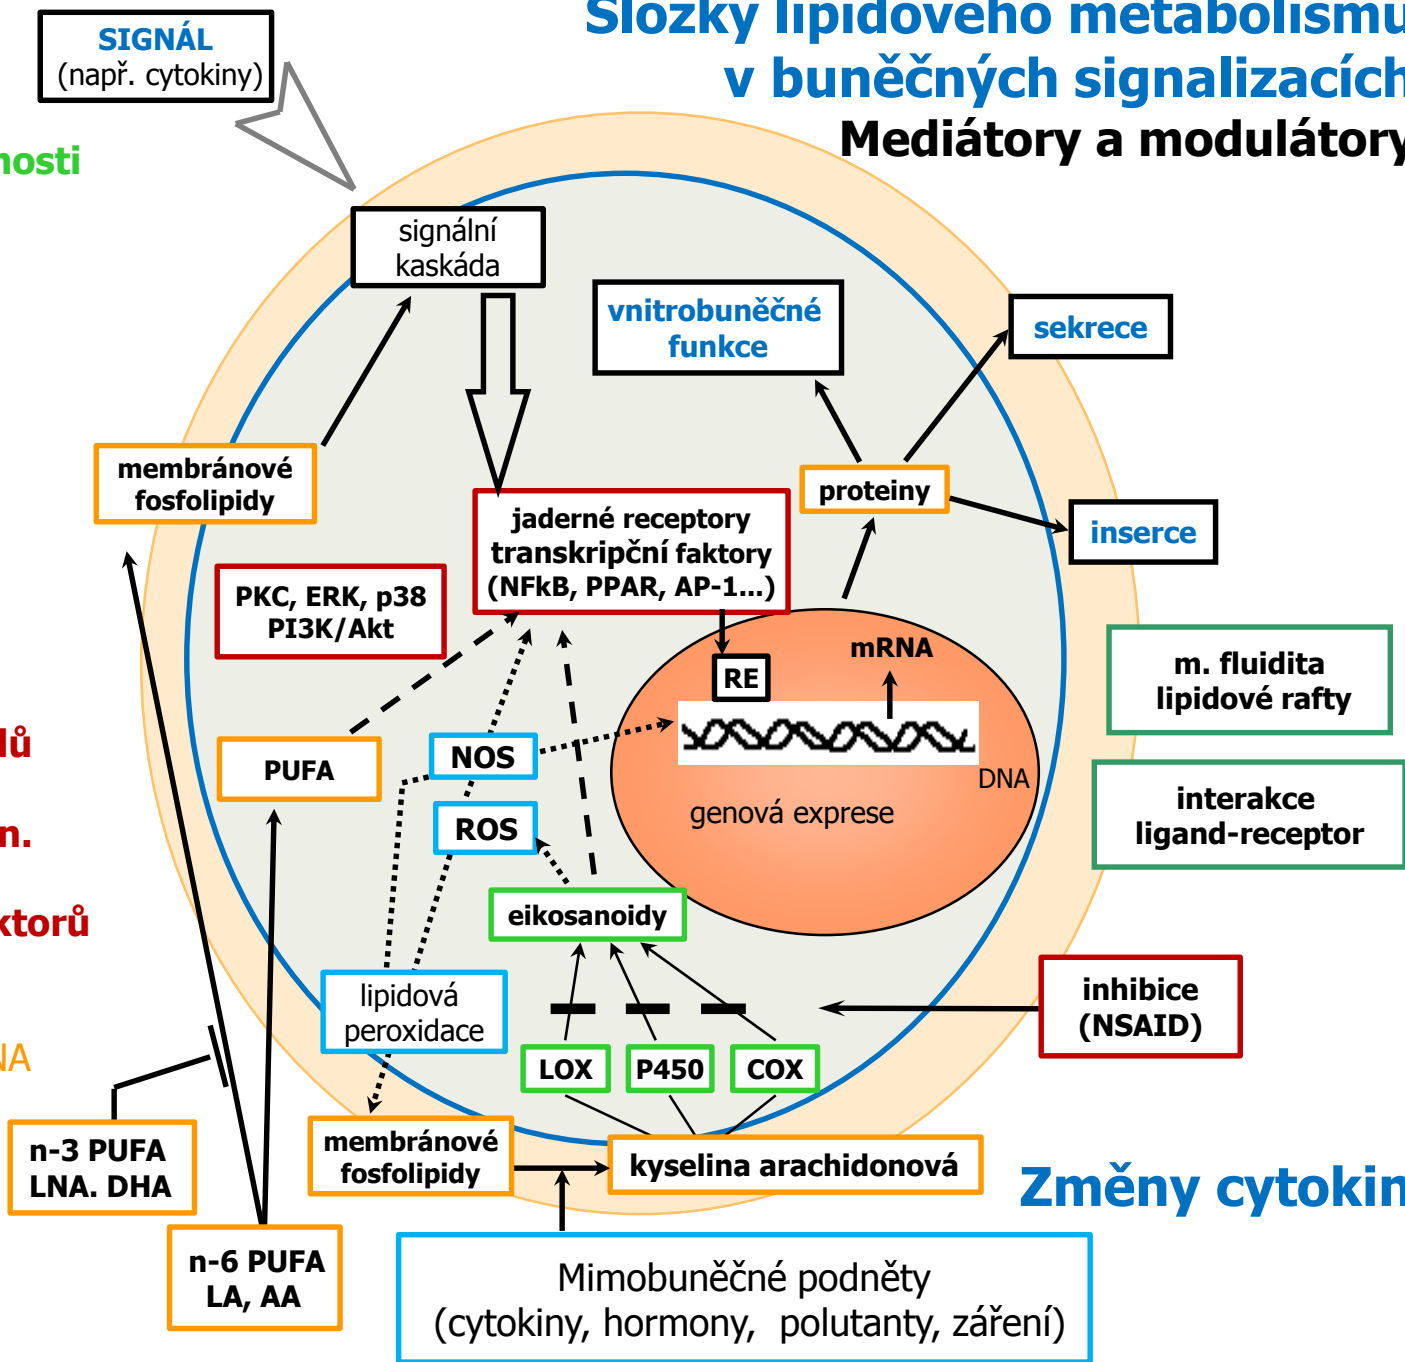 Složky lipidového metabolismu
v buněčných signalizacích
Mediátory a modulátory
SIGNÁL
(např. cytokiny)
nosti
signální
kaskáda
vnitrobuněčné
funkce
sekrece
membránové
fosfolipidy
proteiny
inserce
jaderné receptory
transkripční faktory
(NFkB, PPAR, AP-1...)
PKC, ERK, p38
PI3K/Akt
mRNA
RE
m. fluidita
lipidové rafty
lů
NOS
PUFA
DNA
interakce
ligand-receptor
genová exprese
ROS
n.
eikosanoidy
ktorů
lipidová
peroxidace
inhibice
(NSAID)
NA
LOX
P450
COX
n-3 PUFA
LNA. DHA
membránové
fosfolipidy
kyselina arachidonová
Změny cytokin
n-6 PUFA
LA, AA
Mimobuněčné podněty
(cytokiny, hormony, polutanty, záření)